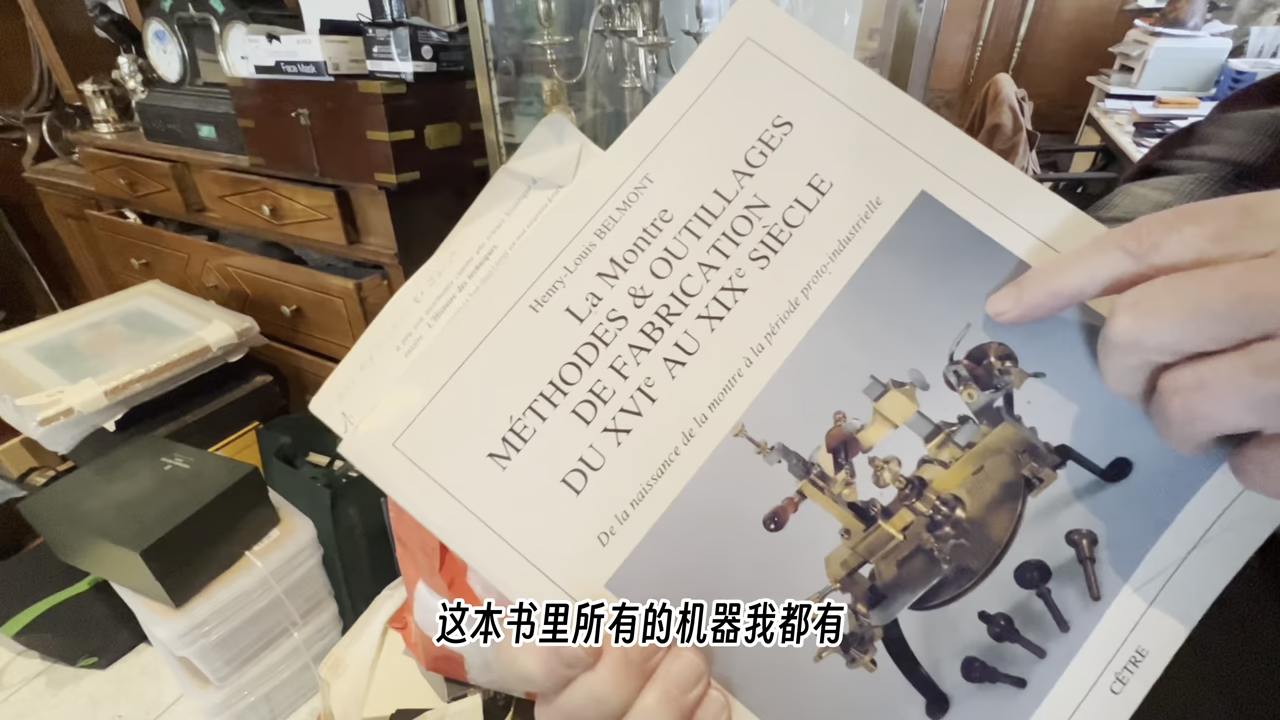 Face Mask
Henry-Louis BELMONT
La Montre
MÉTHODES & OUTILLAGES
DE FABRICATION
DU XVIᵉ AU XIXᵉ SIÈCLE
De la naissance de la montre à la période proto-industrielle
CÊTRE
这本书里所有的机器我都有